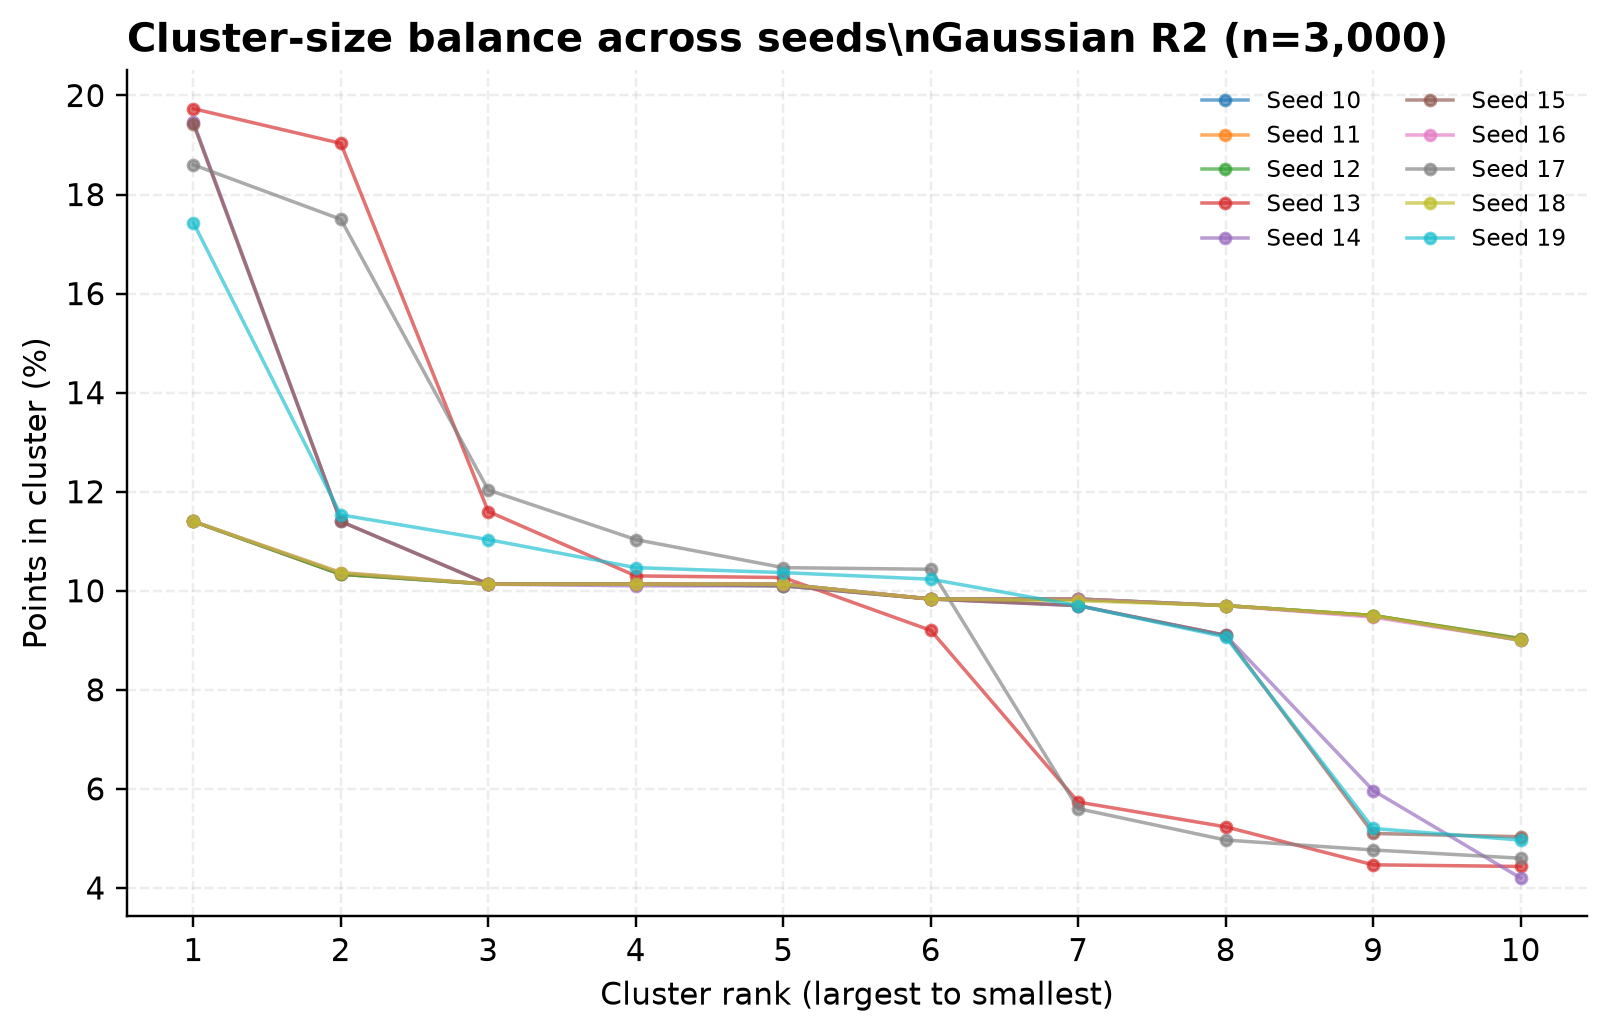 Cluster-size balance across seeds\nGaussian R2 (n=3,000)
Points in cluster (%)
20
18
16
14
12
10
8
6
4
Seed 10
Seed 11
Seed 12
Seed 13
Seed 14
Seed 15
Seed 16
Seed 17
Seed 18
Seed 19
1 2 3 4 5 6 7 8 9 10
Cluster rank (largest to smallest)